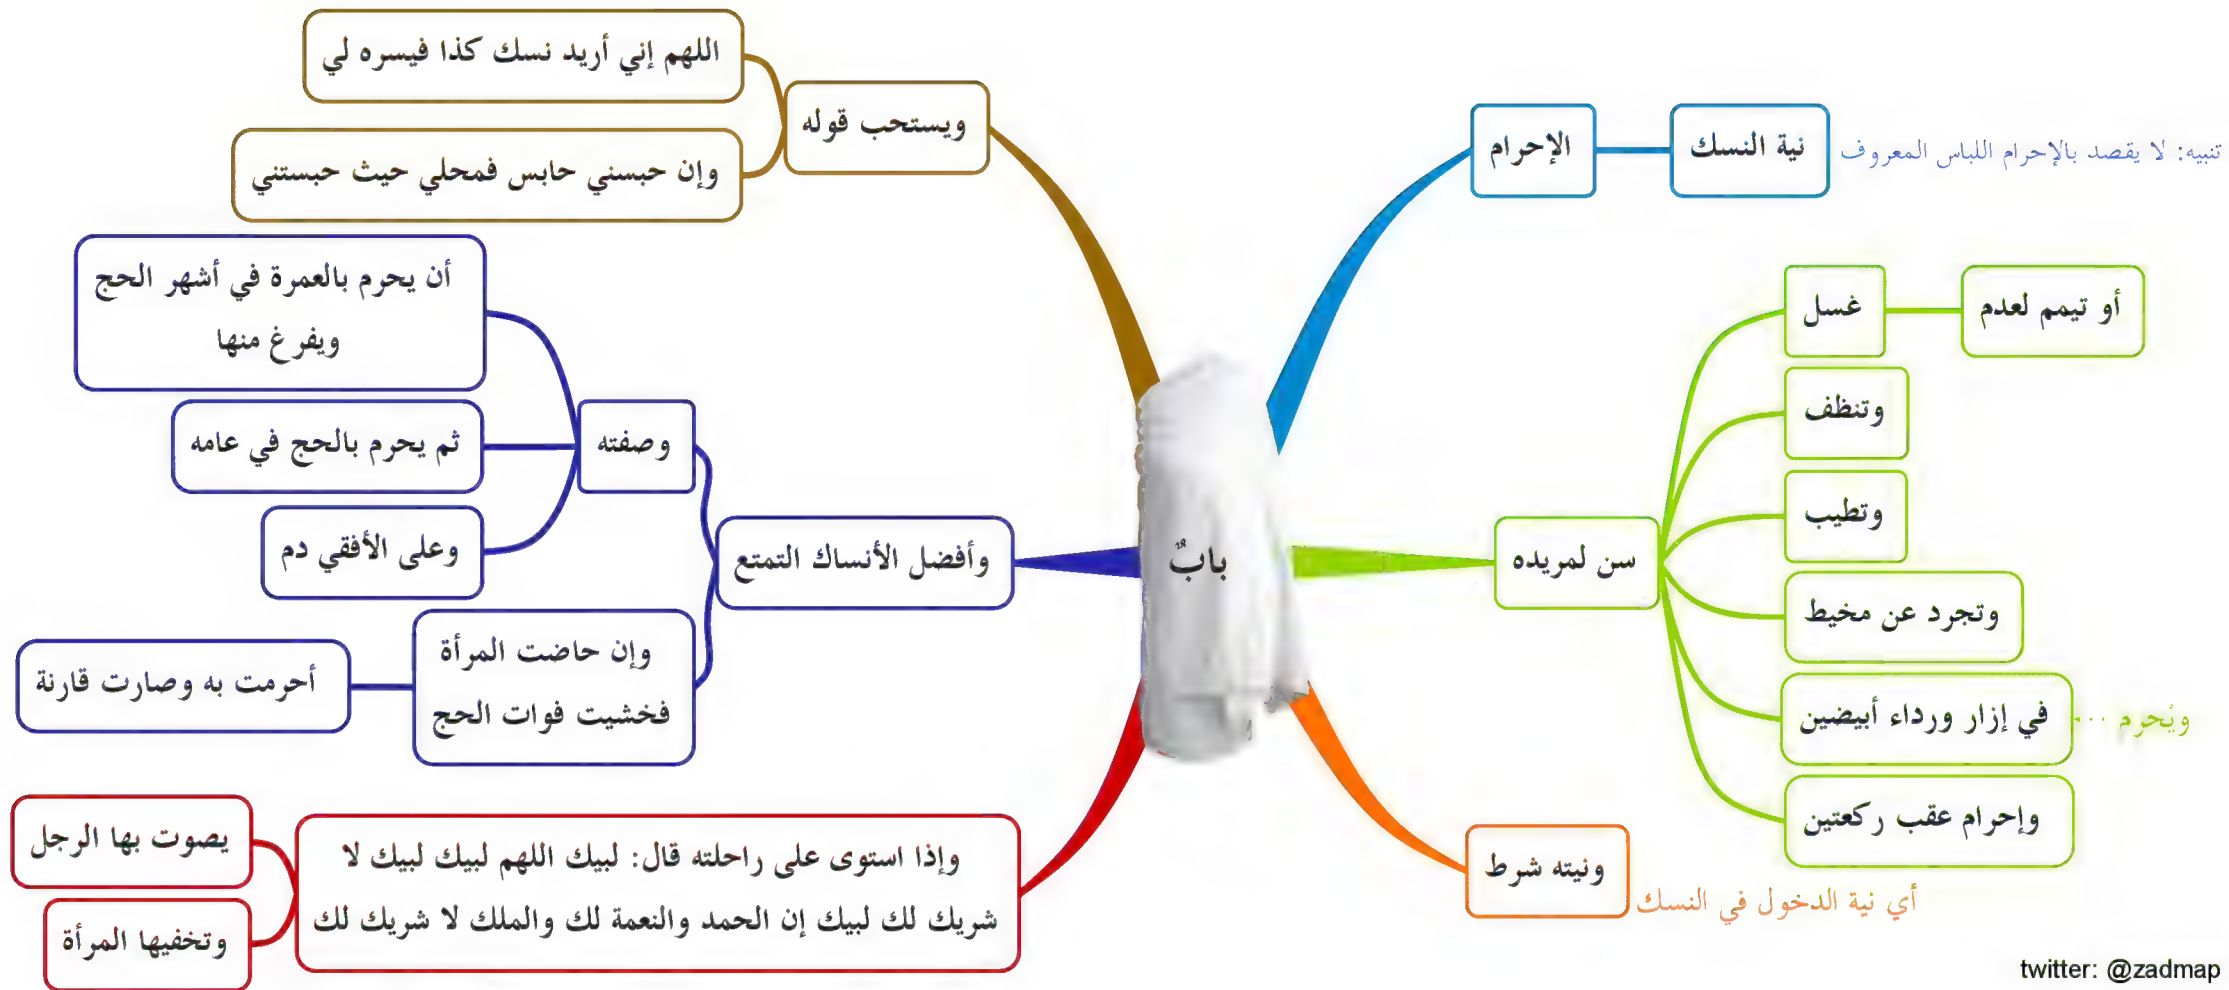 بابٌ
الإحرام
نية النسك
تنبيه: لا يقصد بالإحرام اللباس المعروف
سن لمريده
غسل
أو تيمم لعدم
وتنظف
وتطيب
وتجرد عن مخيط
ويُحرم ...
في إزار ورداء أبيضين
وإحرام عقب ركعتين
ونيته شرط
أي نية الدخول في النسك
ويستحب قوله
اللهم إني أريد نسك كذا فيسره لي
وإن حبسني حابس فمحلي حيث حبستني
وأفضل الأنساك التمتع
وصفته
أن يحرم بالعمرة في أشهر الحج
ويفرغ منها
ثم يحرم بالحج في عامه
وعلى الأفقي دم
وإن حاضت المرأة
فخشيت فوات الحج
أحرمت به وصارت قارنة
وإذا استوى على راحلته قال: لبيك اللهم لبيك لبيك لا
شريك لك لبيك إن الحمد والنعمة لك والملك لا شريك لك
يصوت بها الرجل
وتخفيها المرأة
twitter: @zadmap